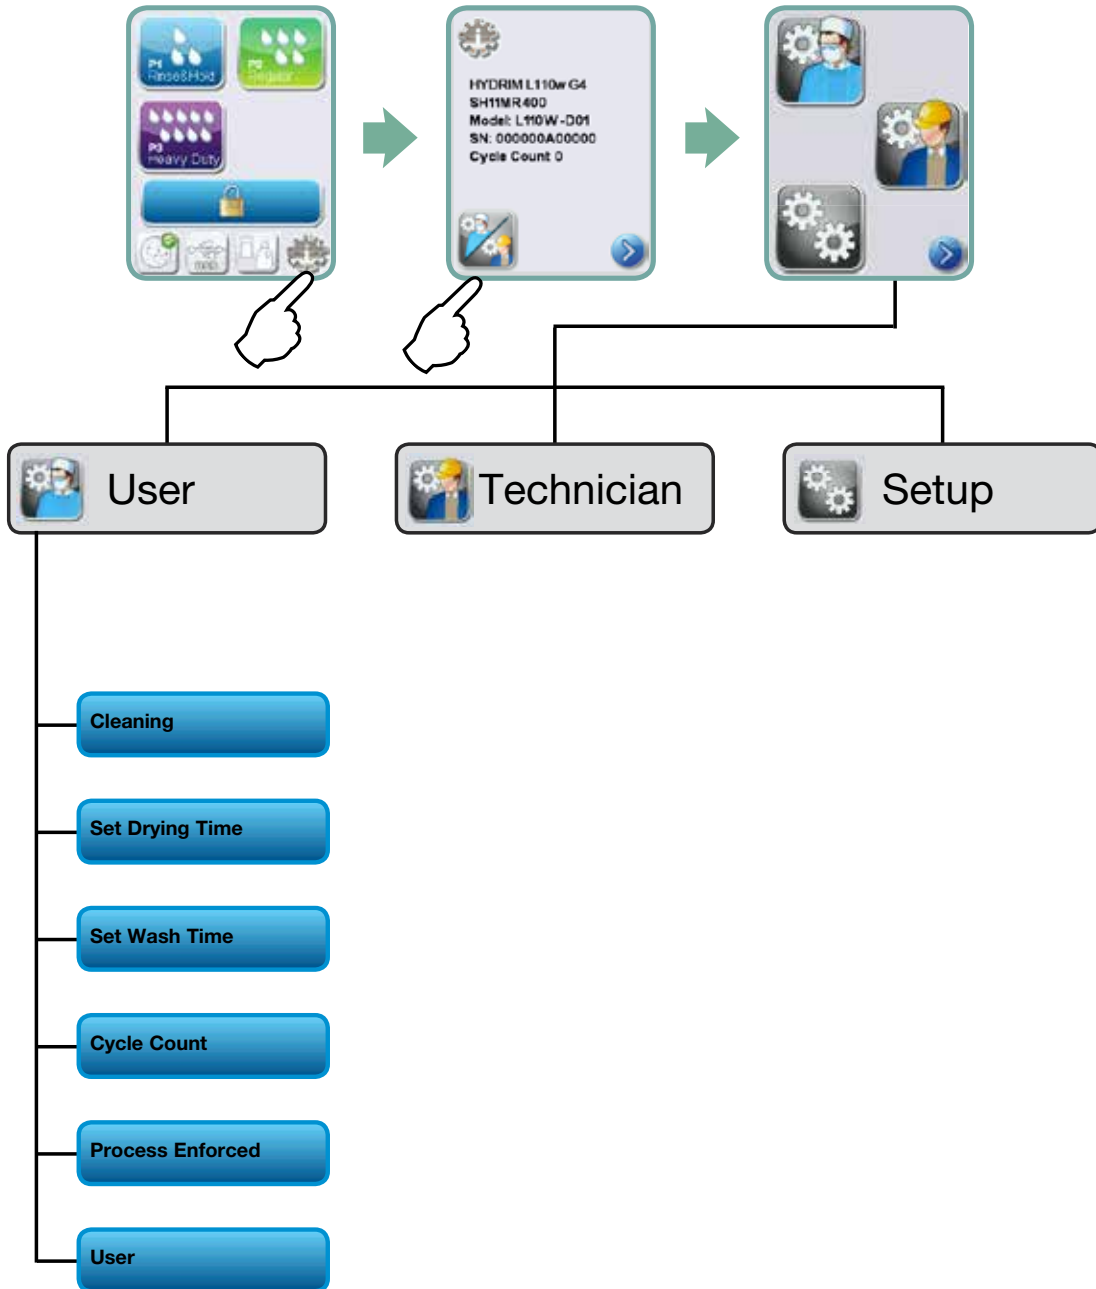 P1
Rinse&Hold
P2
Regular
P3
Heavy Duty
HYDRIM L110w G4
SH11MR400
Model: L110W-D01
SN: 000000A00000
Cycle Count 0
User
Technician
Setup
Cleaning
Set Drying Time
Set Wash Time
Cycle Count
Process Enforced
User